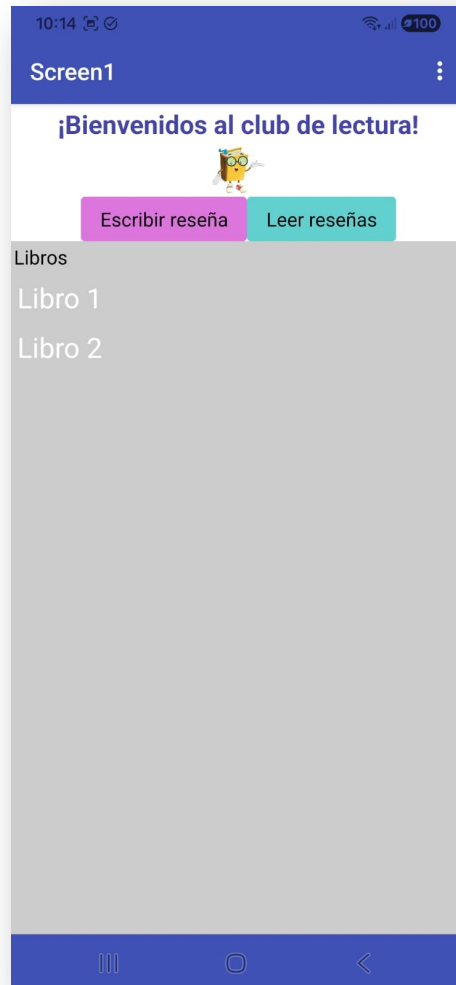 10:14
100
Screen1
¡Bienvenidos al club de lectura!
Escribir reseña Leer reseñas
Libros
Libro 1
Libro 2